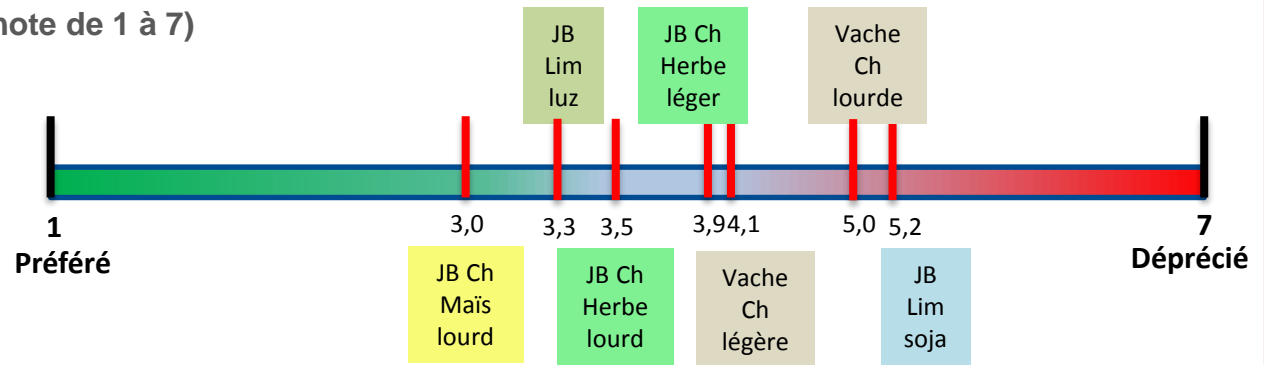 note de 1 à 7)
JB
Lim
luz
JB Ch
Herbe
léger
Vache
Ch
lourde
1
3,0
3,3
3,5
3,9
4,1
5,0
5,2
7
Préféré
Déprécié
JB Ch
Maïs
lourd
JB Ch
Herbe
lourd
Vache
Ch
légère
JB
Lim
soja